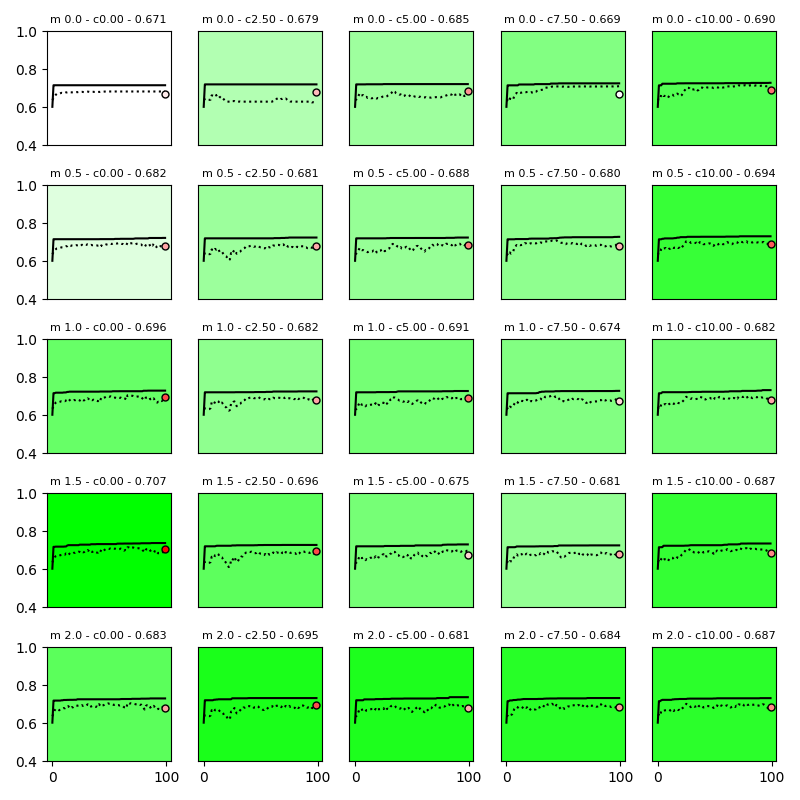 m 0.0 - c0.00 - 0.671
m 0.0 - c2.50 - 0.679
m 0.0 - c5.00 - 0.685
m 0.0 - c7.50 - 0.669
m 0.0 - c10.00 - 0.690
1.0
0.8
0.6
0.4
m 0.5 - c0.00 - 0.682
m 0.5 - c2.50 - 0.681
m 0.5 - c5.00 - 0.688
m 0.5 - c7.50 - 0.680
m 0.5 - c10.00 - 0.694
1.0
0.8
0.6
0.4
m 1.0 - c0.00 - 0.696
m 1.0 - c2.50 - 0.682
m 1.0 - c5.00 - 0.691
m 1.0 - c7.50 - 0.674
m 1.0 - c10.00 - 0.682
1.0
0.8
0.6
0.4
m 1.5 - c0.00 - 0.707
m 1.5 - c2.50 - 0.696
m 1.5 - c5.00 - 0.675
m 1.5 - c7.50 - 0.681
m 1.5 - c10.00 - 0.687
1.0
0.8
0.6
0.4
m 2.0 - c0.00 - 0.683
m 2.0 - c2.50 - 0.695
m 2.0 - c5.00 - 0.681
m 2.0 - c7.50 - 0.684
m 2.0 - c10.00 - 0.687
1.0
0.8
0.6
0.4
0 100
0 100
0 100
0 100
0 100